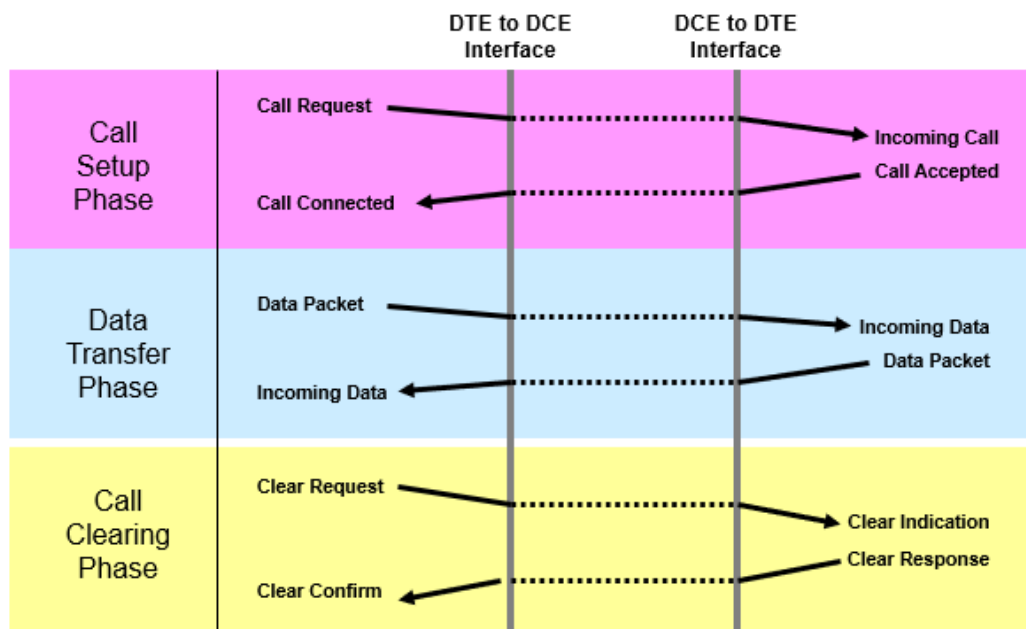 DTE to DCE
Interface
DCE to DTE
Interface
Call
Setup
Phase
Call Request
Incoming Call
Call Accepted
Call Connected
Data
Transfer
Phase
Data Packet
Incoming Data
Data Packet
Incoming Data
Call
Clearing
Phase
Clear Request
Clear Indication
Clear Response
Clear Confirm